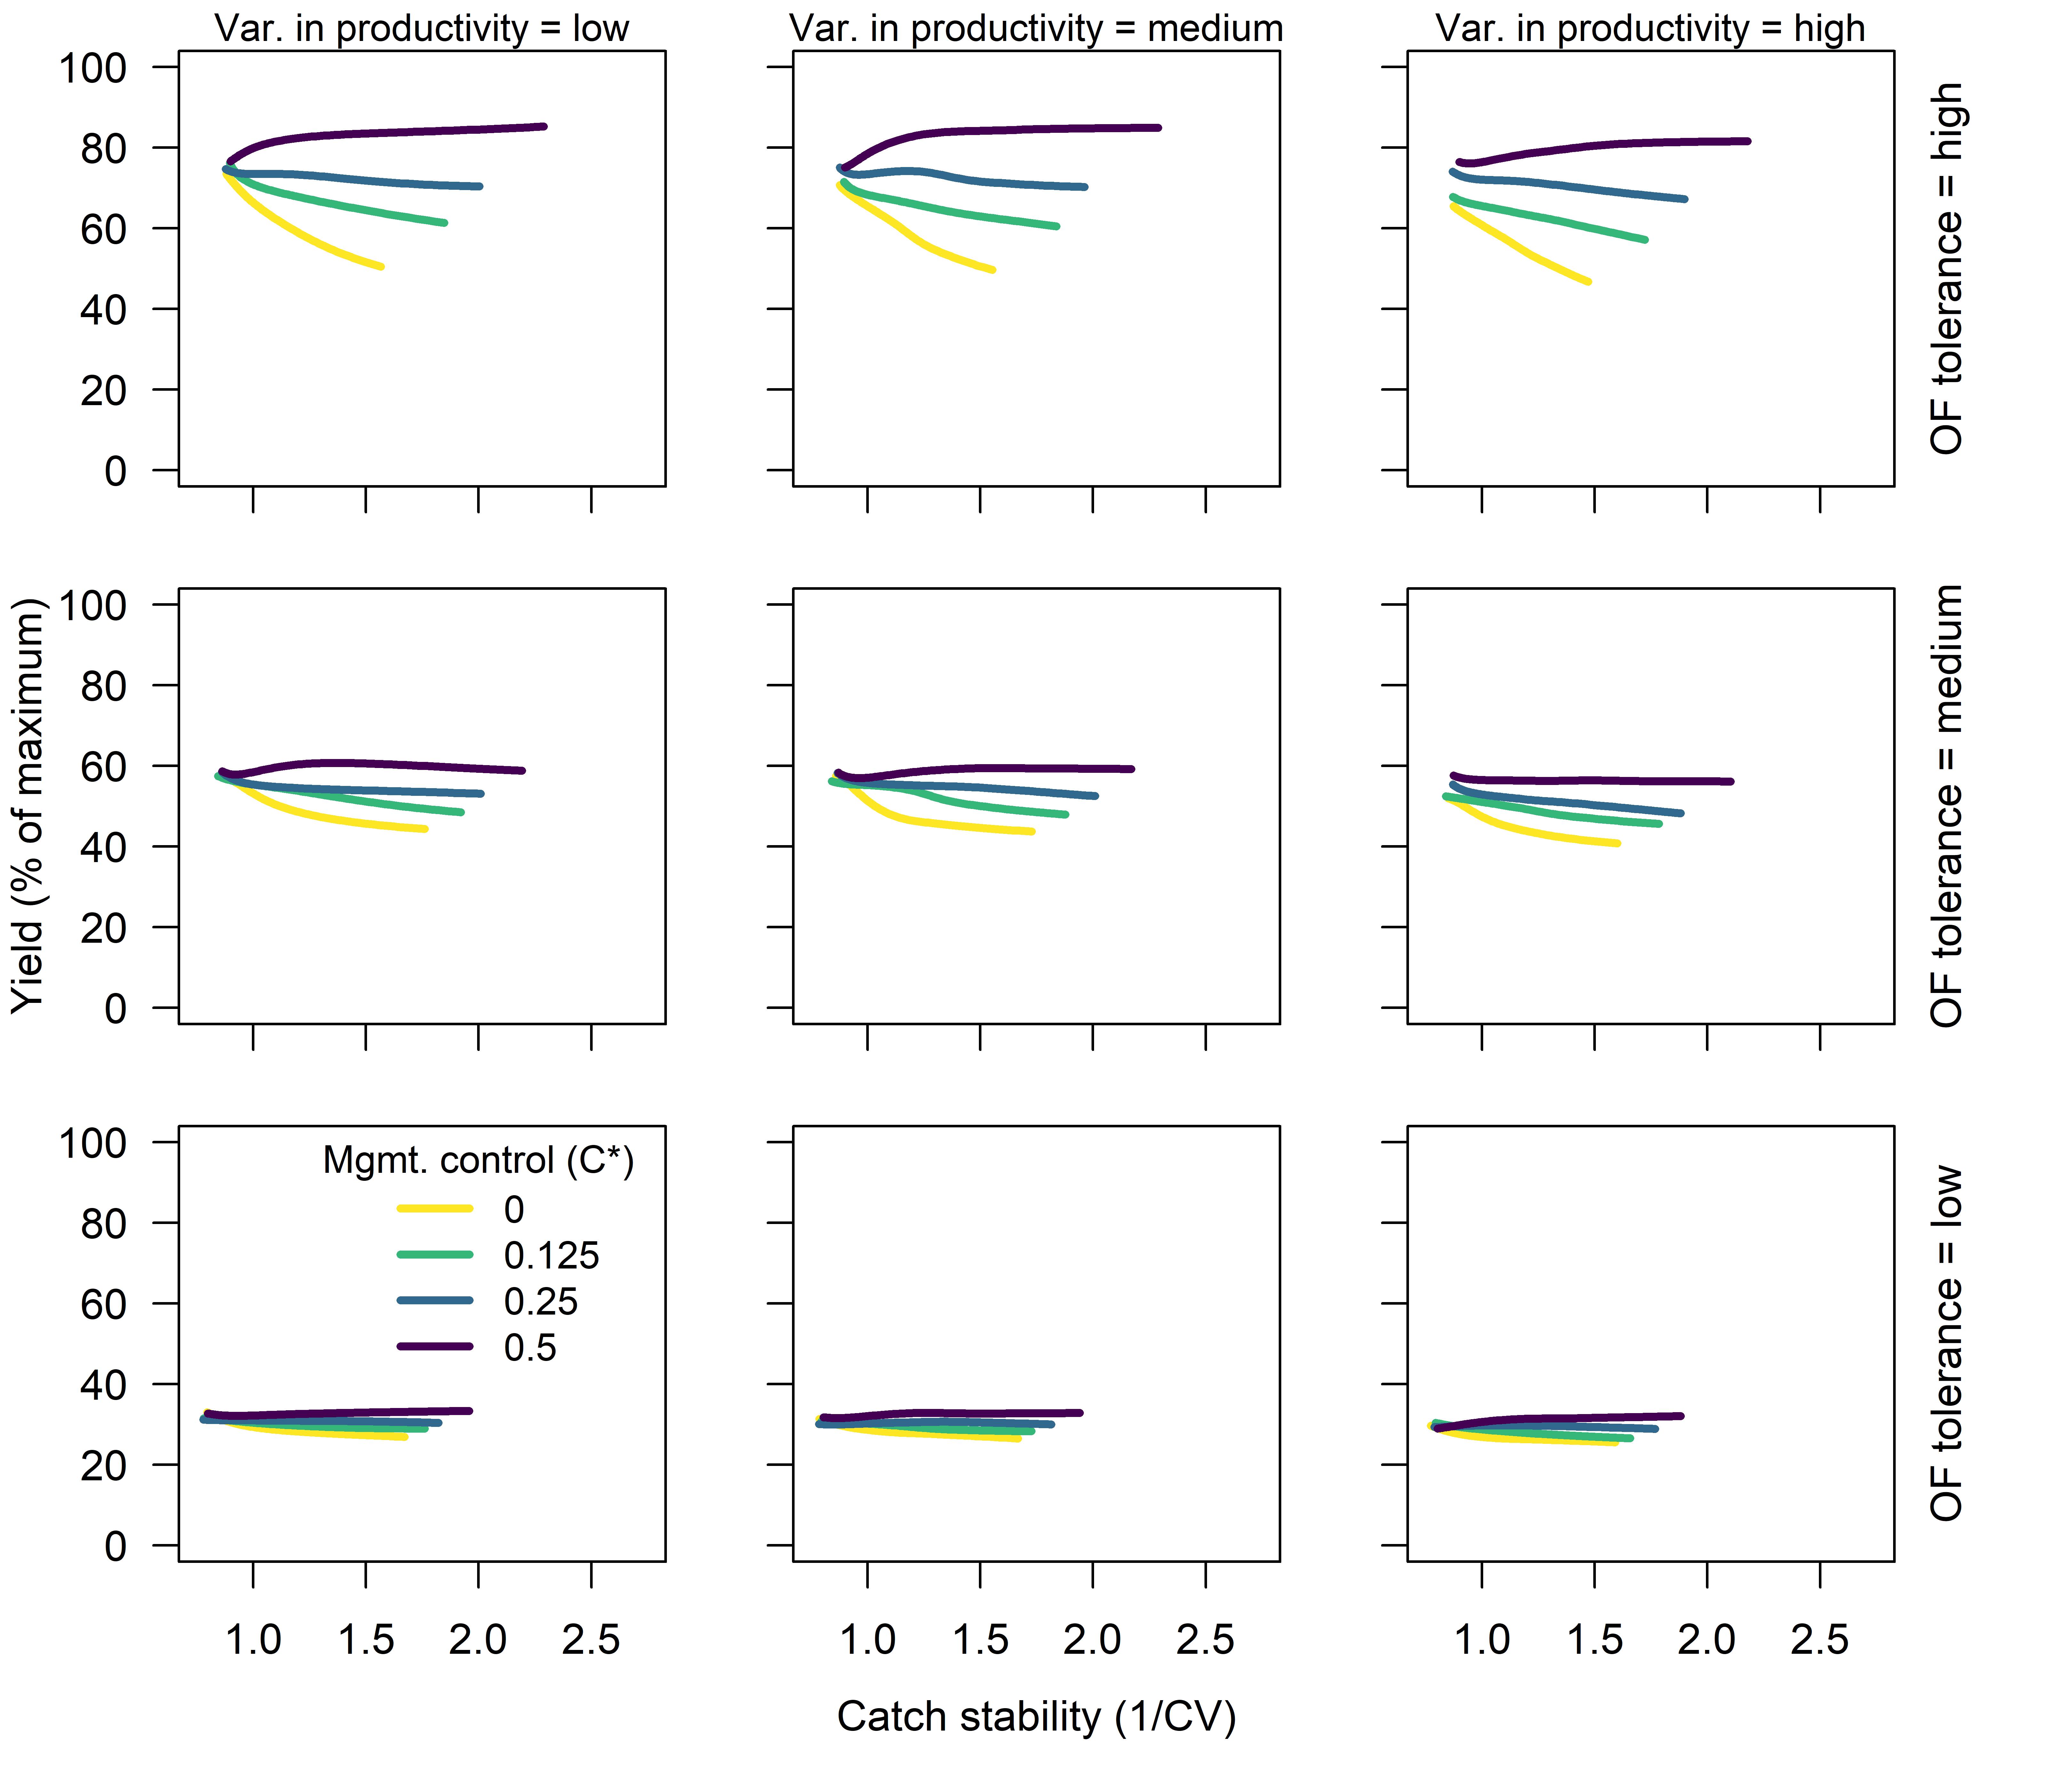 Var. in productivity = low
Var. in productivity = medium
Var. in productivity = high
100
80
60
40
20
0
OF tolerance = high
Yield (% of maximum)
100
80
60
40
20
0
OF tolerance = medium
100
80
60
40
20
0
Mgmt. control (C*)
0
0.125
0.25
0.5
OF tolerance = low
1.0 1.5 2.0 2.5
1.0 1.5 2.0 2.5
1.0 1.5 2.0 2.5
Catch stability (1/CV)